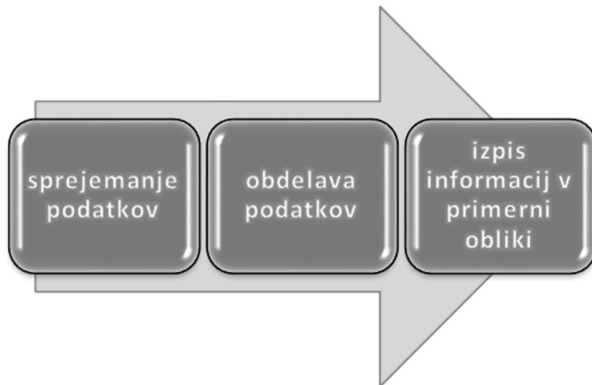 sprejemanje
podatkov
obdelava
podatkov
izpis
informacij v
primerni
obliki